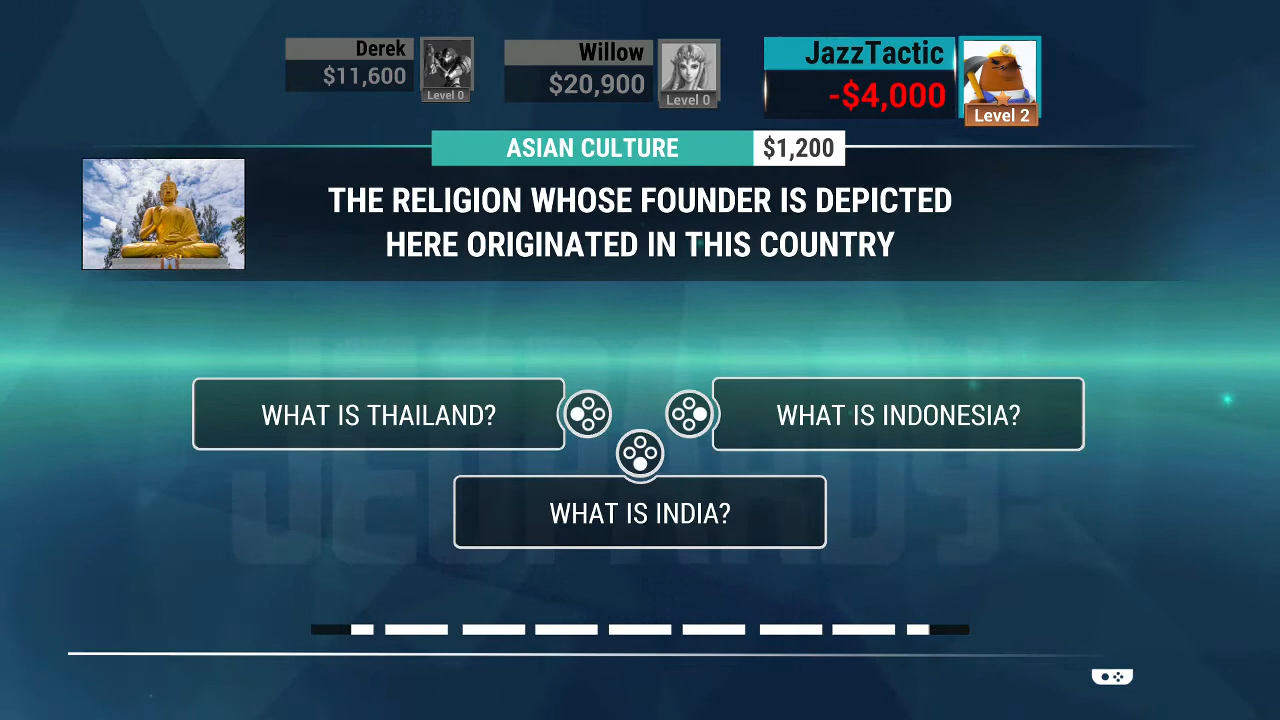 Derek
$11,600
Level 0
Willow
$20,900
Level 0
JazzTactic
-$4,000
Level 2
ASIAN CULTURE $1,200
THE RELIGION WHOSE FOUNDER IS DEPICTED
HERE ORIGINATED IN THIS COUNTRY
WHAT IS THAILAND?
WHAT IS INDONESIA?
WHAT IS INDIA?
JEOPARDY